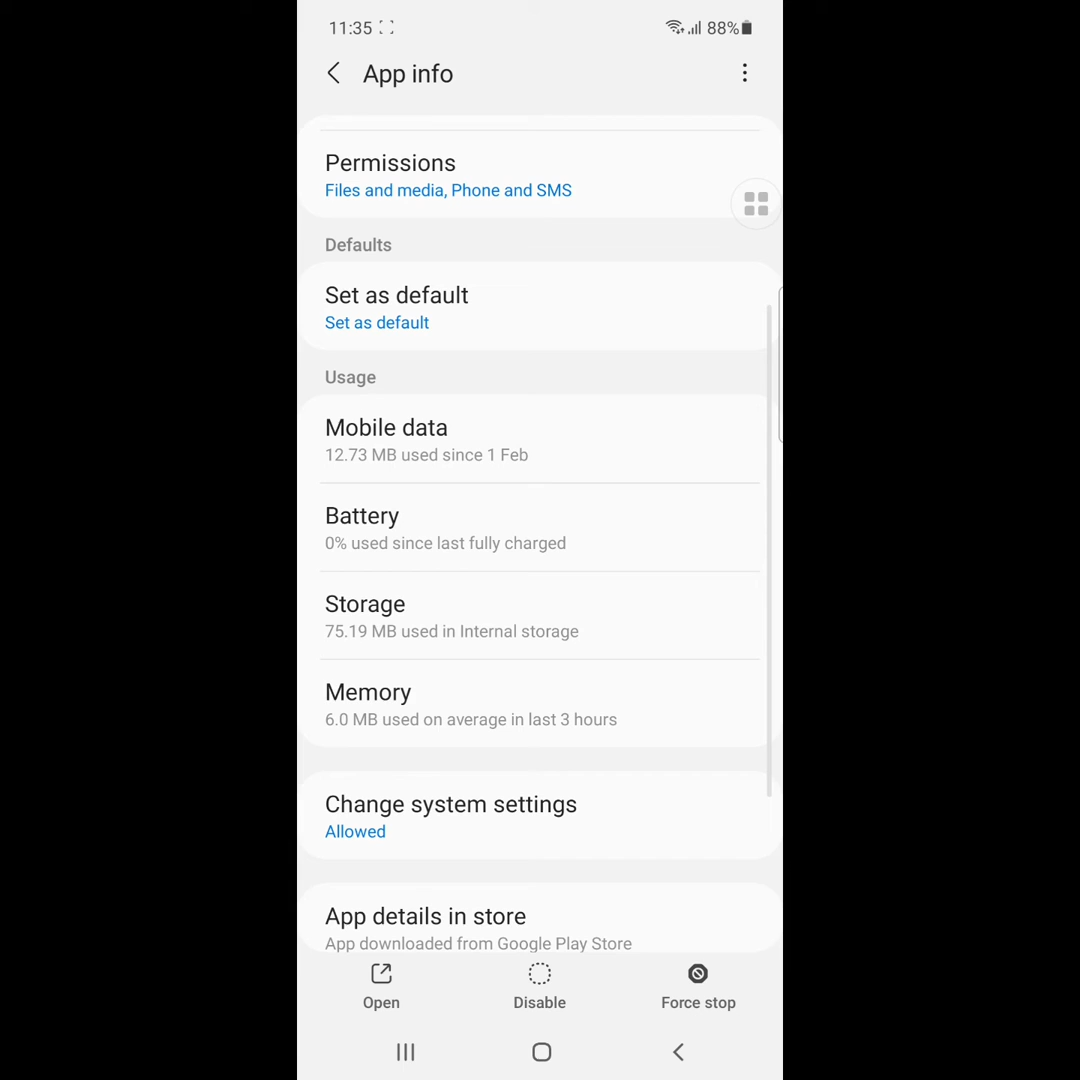 11:35 88%
App info
Permissions
Files and media, Phone and SMS
Defaults
Set as default
Set as default
Usage
Mobile data
12.73 MB used since 1 Feb
Battery
0% used since last fully charged
Storage
75.19 MB used in Internal storage
Memory
6.0 MB used on average in last 3 hours
Change system settings
Allowed
App details in store
App downloaded from Google Play Store
Open Disable Force stop